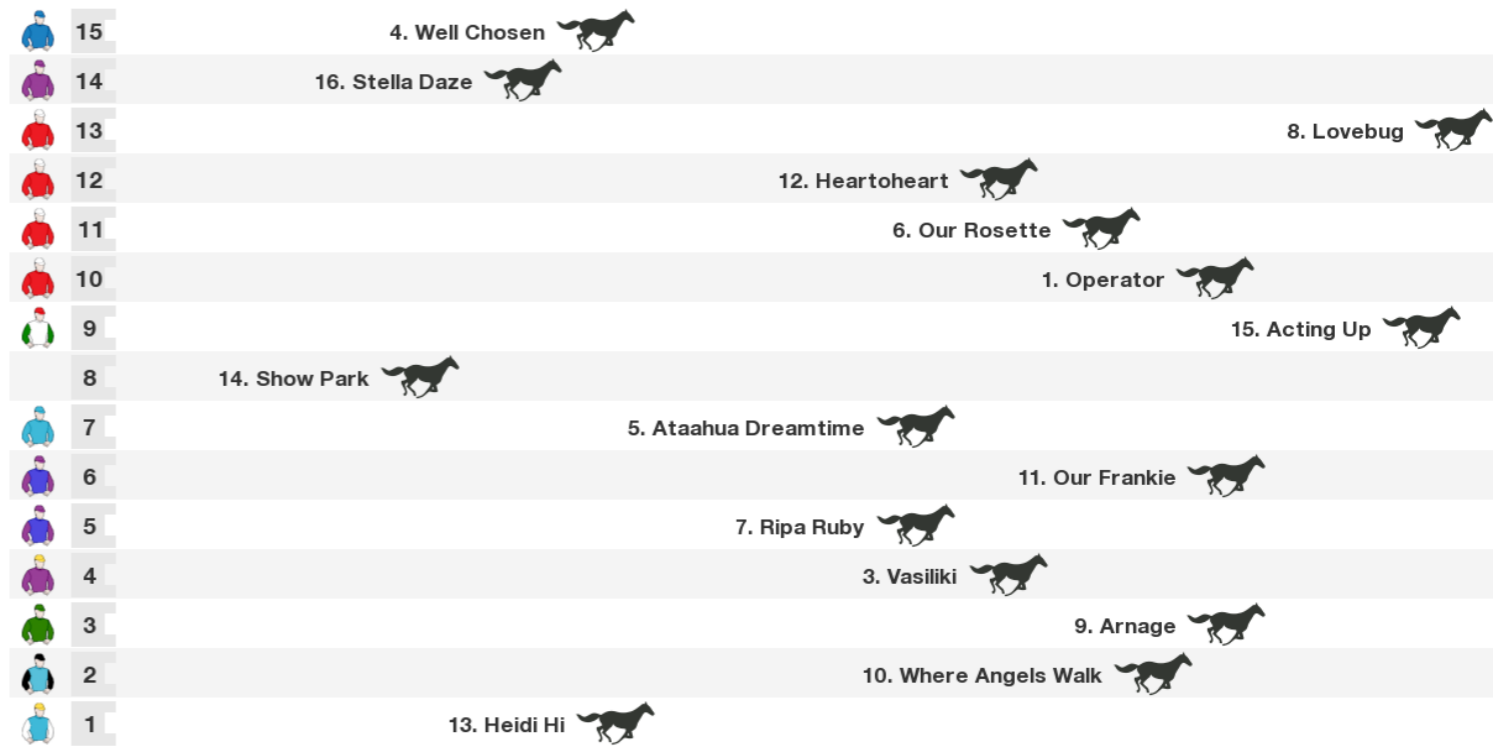 15 4. Well Chosen
14 16. Stella Daze
13 8. Lovebug
12 12. Heartoheart
11 6. Our Rosette
10 1. Operator
9 15. Acting Up
8 14. Show Park
7 5. Ataahua Dreamtime
6 11. Our Frankie
5 7. Ripa Ruby
4 3. Vasiliki
3 9. Arnage
2 10. Where Angels Walk
1 13. Heidi Hi